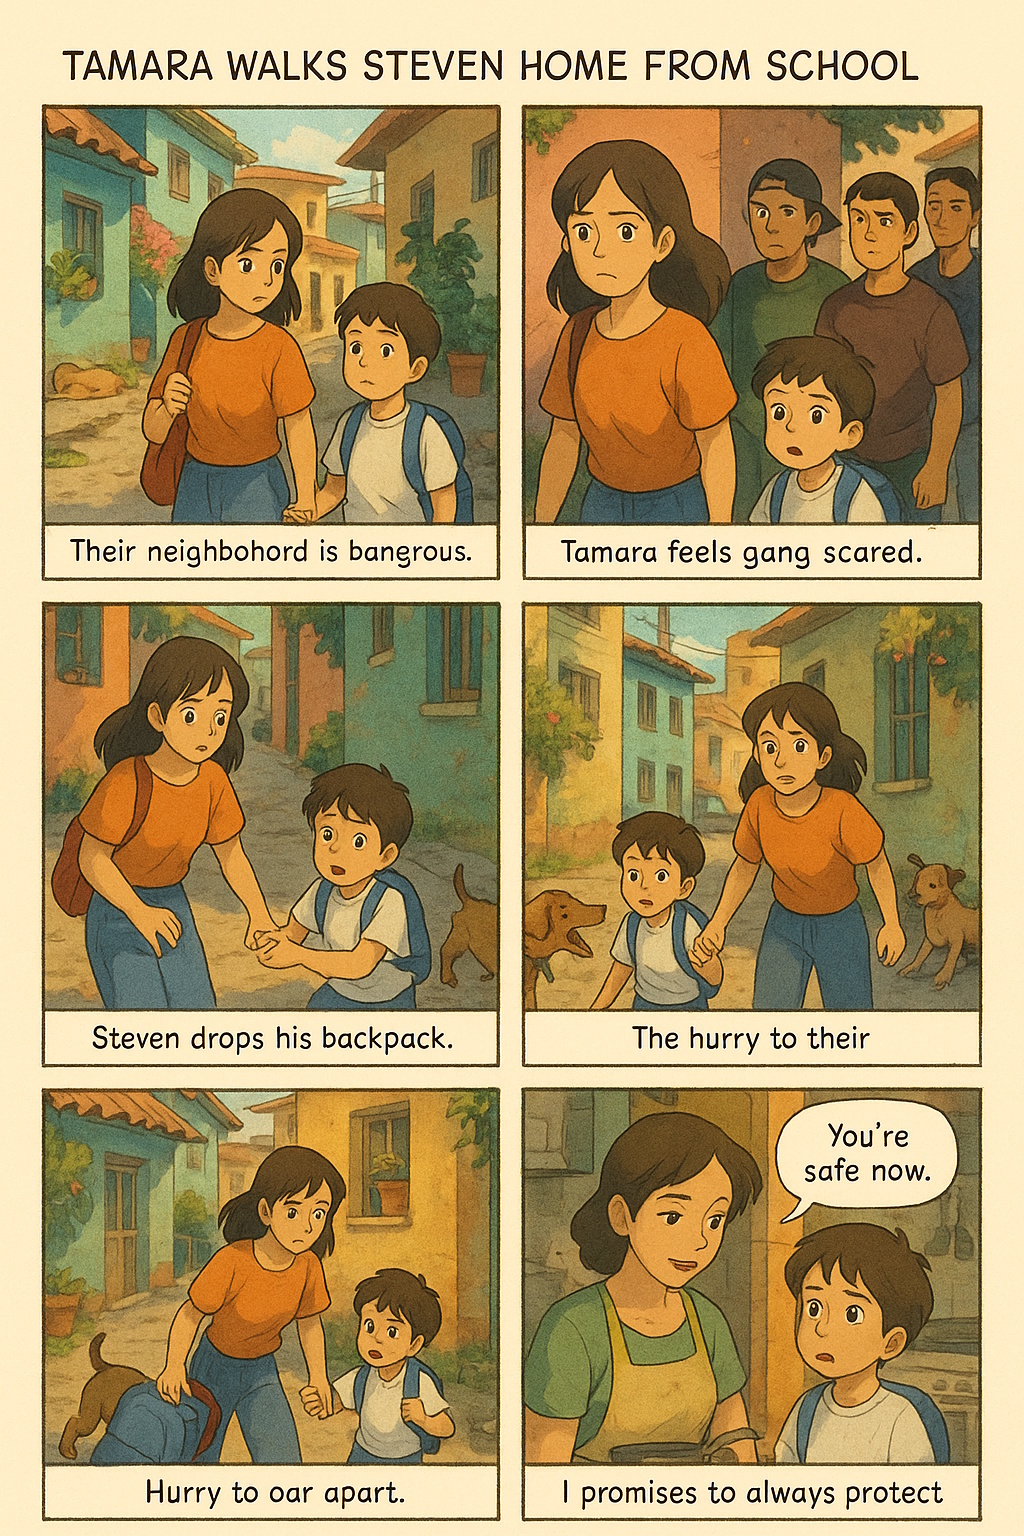 TAMARA WALKS STEVEN HOME FROM SCHOOL
Their neighbohord is bangrous.
Tamara feels gang scared.
Steven drops his backpack.
The hurry to their
Hurry to oar apart.
You're
safe now.
I promises to always protect